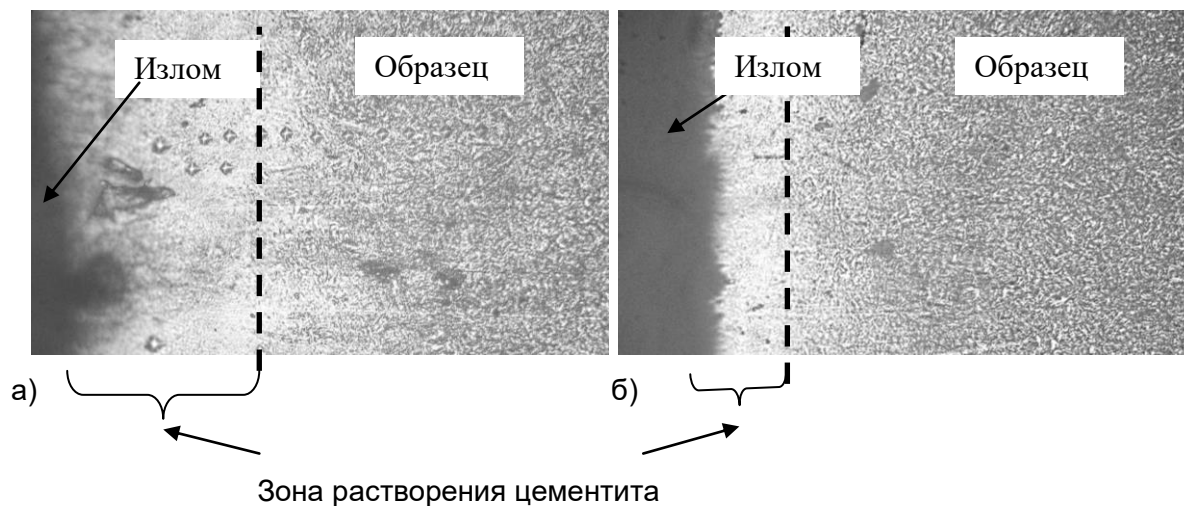 Излом
Образец
Излом
Образец
а)
б)
Зона растворения цементита